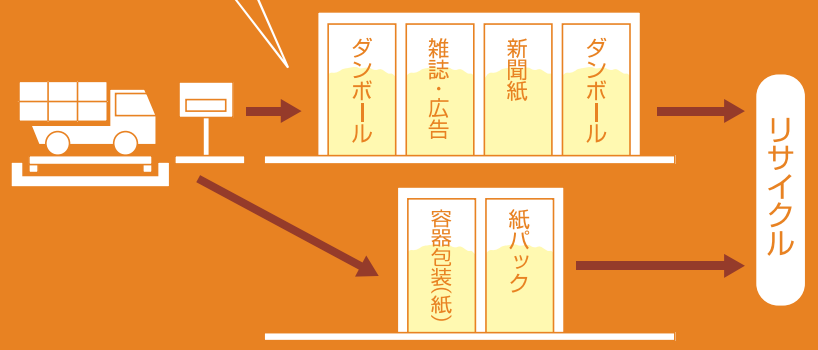 ダンボール
雑誌・広告
新聞紙
ダンボール
容器包装(紙)
紙パック
リサイクル